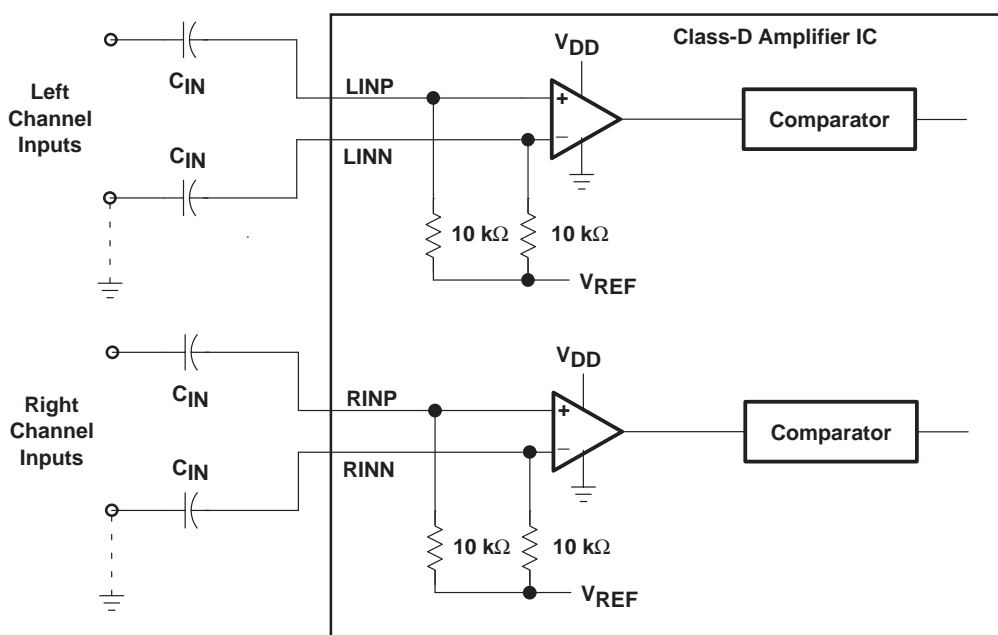 Class-D Amplifier IC
VDD
CIN
LINP
+
Left
Channel
Inputs
Comparator
CIN
−
LINN
10 kΩ
10 kΩ
VREF
VDD
CIN
RINP
+
Right
Channel
Inputs
Comparator
CIN
−
RINN
10 kΩ
10 kΩ
VREF